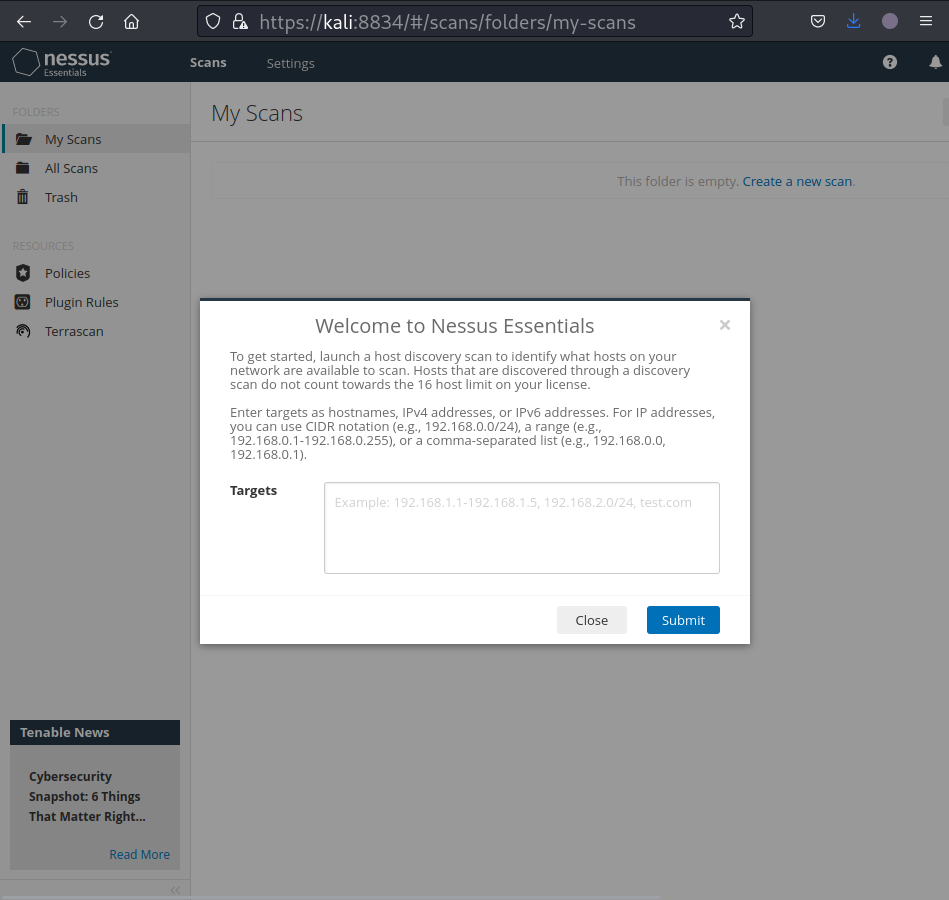 https://kali:8834/#/scans/folders/my-scans
nessus
Essentials
Scans
Settings
FOLDERS
My Scans
All Scans
Trash
RESOURCES
Policies
Plugin Rules
Terrascan
My Scans
This folder is empty. Create a new scan.
Welcome to Nessus Essentials
To get started, launch a host discovery scan to identify what hosts on your
network are available to scan. Hosts that are discovered through a discovery
scan do not count towards the 16 host limit on your license.
Enter targets as hostnames, IPv4 addresses, or IPv6 addresses. For IP addresses,
you can use CIDR notation (e.g., 192.168.0.0/24), a range (e.g.,
192.168.0.1-192.168.0.255), or a comma-separated list (e.g., 192.168.0.0,
192.168.0.1).
Targets
Example: 192.168.1.1-192.168.1.5, 192.168.2.0/24, test.com
Close
Submit
Tenable News
Cybersecurity
Snapshot: 6 Things
That Matter Right...
Read More